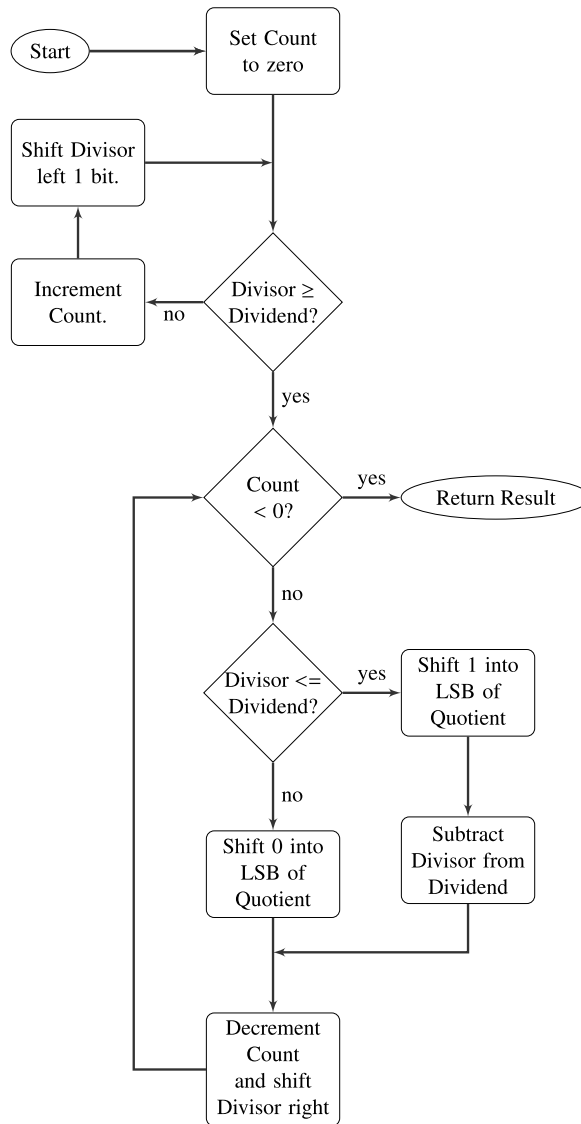 Start
Set Count
to zero
Shift Divisor
left 1 bit.
Increment
Count.
no
Divisor ≥
Dividend?
yes
Count
< 0?
yes
Return Result
no
Divisor <=
Dividend?
yes
Shift 1 into
LSB of
Quotient
no
Shift 0 into
LSB of
Quotient
Subtract
Divisor from
Dividend
Decrement
Count
and shift
Divisor right